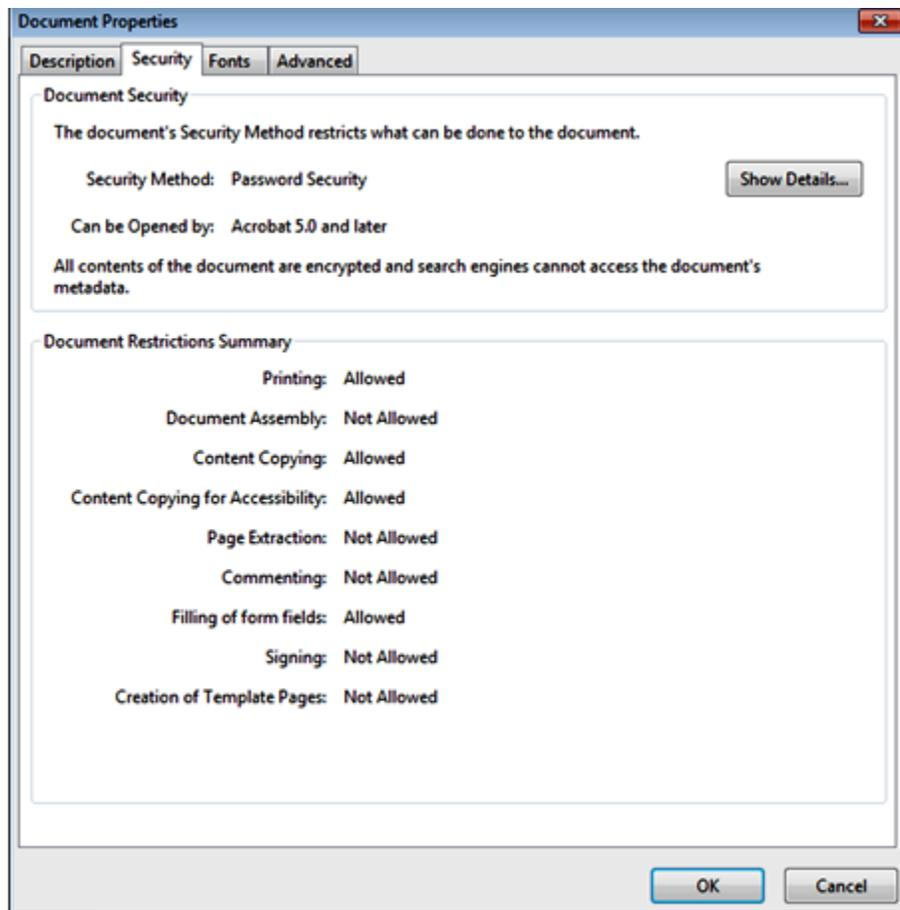 Document Properties
Description Security Fonts Advanced
Document Security
The document's Security Method restricts what can be done to the document.
Security Method: Password Security
Show Details...
Can be Opened by: Acrobat 5.0 and later
All contents of the document are encrypted and search engines cannot access the document's
metadata.
Document Restrictions Summary
Printing: Allowed
Document Assembly: Not Allowed
Content Copying: Allowed
Content Copying for Accessibility: Allowed
Page Extraction: Not Allowed
Commenting: Not Allowed
Filling of form fields: Allowed
Signing: Not Allowed
Creation of Template Pages: Not Allowed
OK Cancel